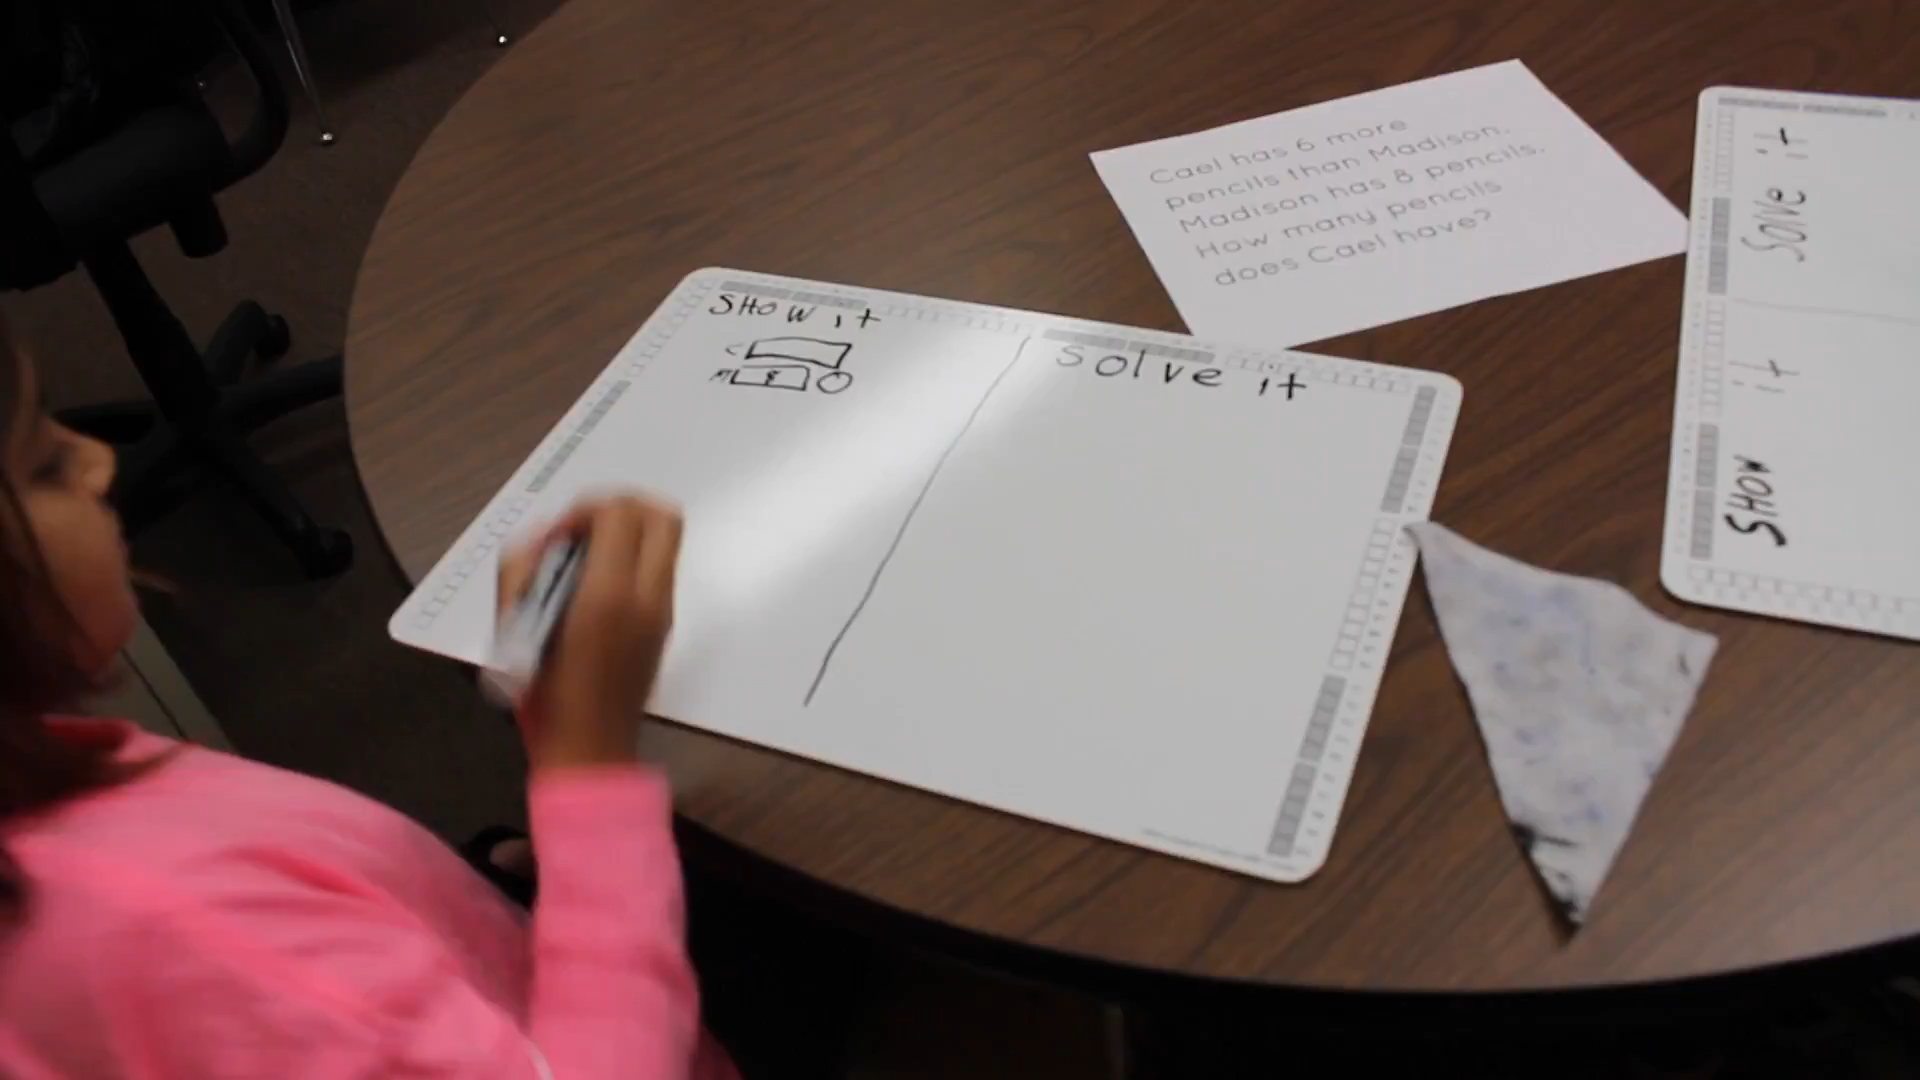 Cael has 6 more
pencils than Madison.
Madison has 8 pencils.
How many pencils
does Cael have?
SHOW it
C
M 8
Solve it
Solve it
SHOW it